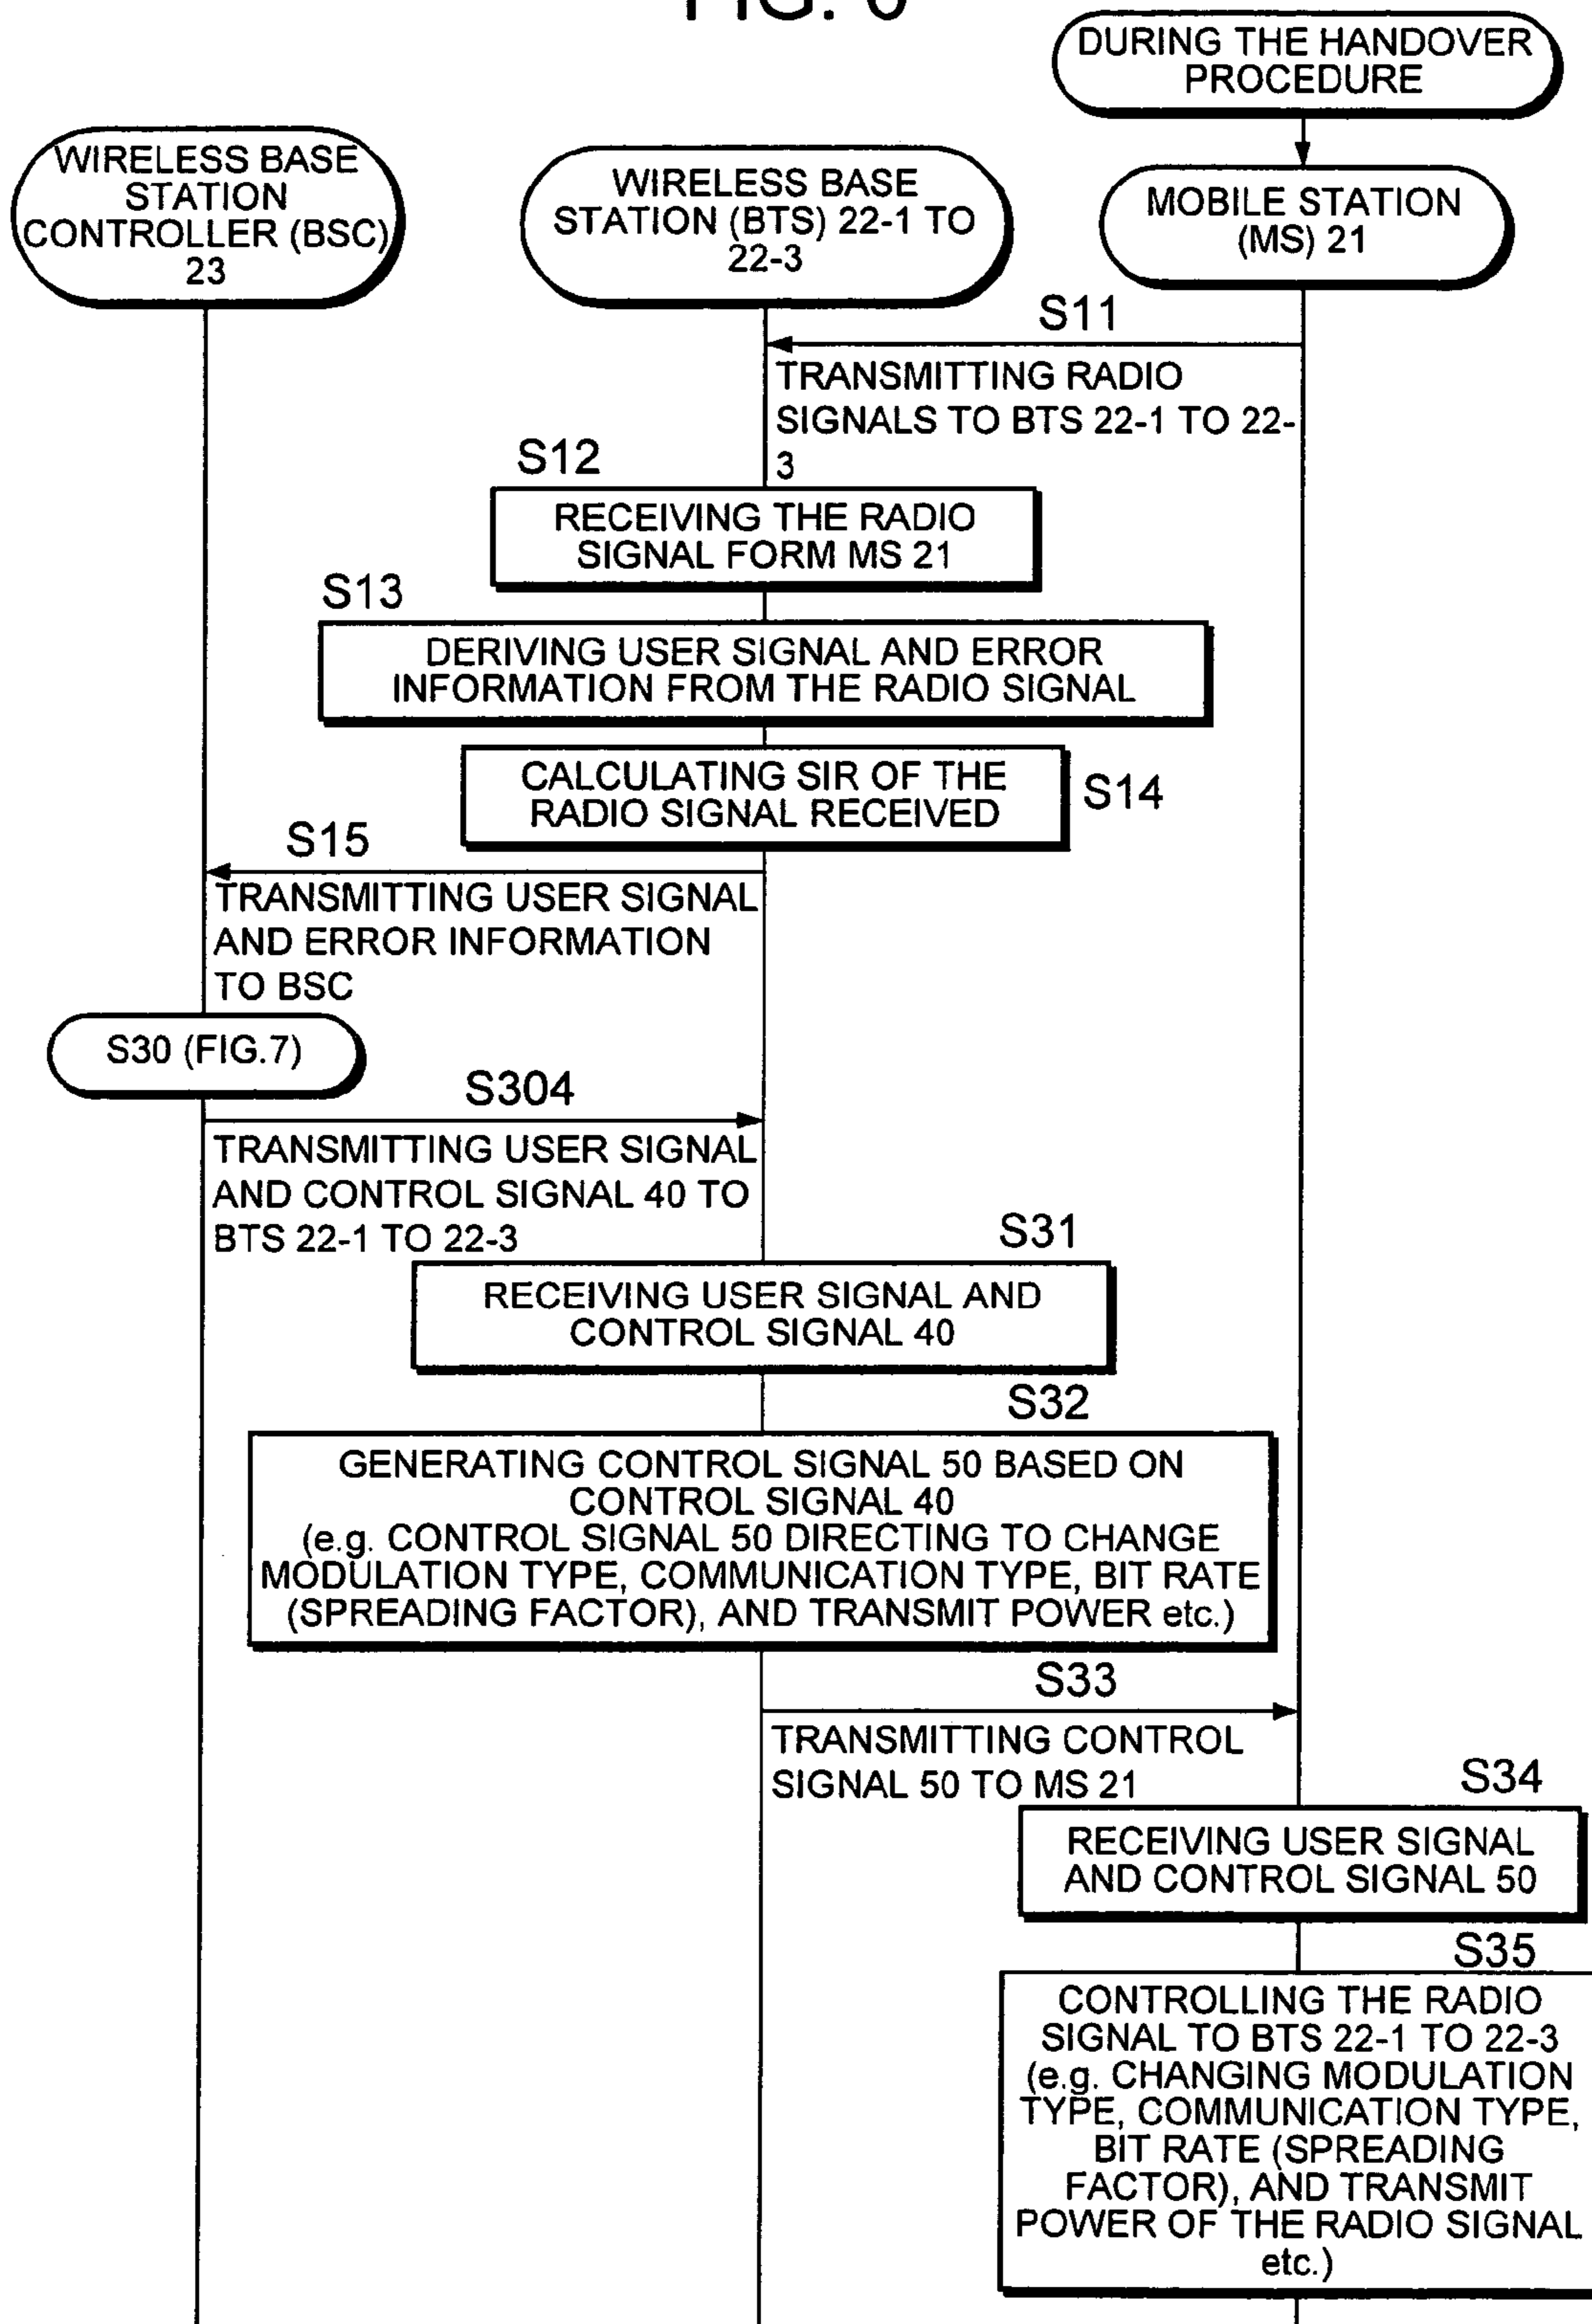 FIG. 6
DURING THE HANDOVER
PROCEDURE
WIRELESS BASE
STATION
CONTROLLER (BSC)
23
WIRELESS BASE
STATION (BTS) 22-1 TO
22-3
MOBILE STATION
(MS) 21
S11
TRANSMITTING RADIO
SIGNALS TO BTS 22-1 TO 22-
3
S12
RECEIVING THE RADIO
SIGNAL FORM MS 21
S13
DERIVING USER SIGNAL AND ERROR
INFORMATION FROM THE RADIO SIGNAL
CALCULATING SIR OF THE
RADIO SIGNAL RECEIVED
S14
S15
TRANSMITTING USER SIGNAL
AND ERROR INFORMATION
TO BSC
S30 (FIG.7)
S304
TRANSMITTING USER SIGNAL
AND CONTROL SIGNAL 40 TO
BTS 22-1 TO 22-3
S31
RECEIVING USER SIGNAL AND
CONTROL SIGNAL 40
S32
GENERATING CONTROL SIGNAL 50 BASED ON
CONTROL SIGNAL 40
(e.g. CONTROL SIGNAL 50 DIRECTING TO CHANGE
MODULATION TYPE, COMMUNICATION TYPE, BIT RATE
(SPREADING FACTOR), AND TRANSMIT POWER etc.)
S33
TRANSMITTING CONTROL
SIGNAL 50 TO MS 21
S34
RECEIVING USER SIGNAL
AND CONTROL SIGNAL 50
S35
CONTROLLING THE RADIO
SIGNAL TO BTS 22-1 TO 22-3
(e.g. CHANGING MODULATION
TYPE, COMMUNICATION TYPE,
BIT RATE (SPREADING
FACTOR), AND TRANSMIT
POWER OF THE RADIO SIGNAL
etc.)